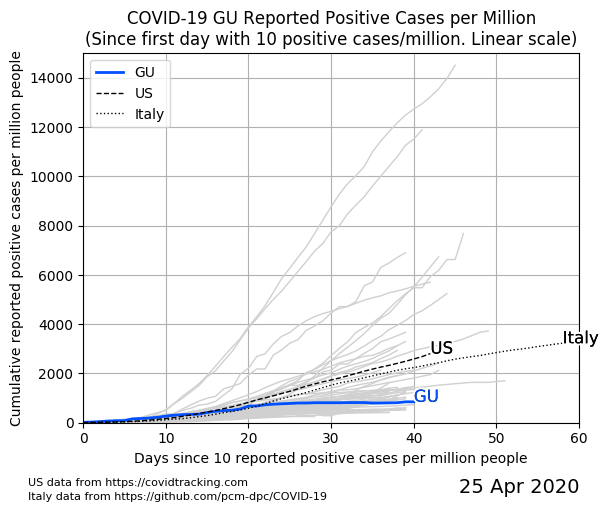 COVID-19 GU Reported Positive Cases per Million
(Since first day with 10 positive cases/million. Linear scale)
Cumulative reported positive cases per million people
14000
12000
10000
8000
6000
4000
2000
0
GU
US
Italy
US
Italy
GU
0 10 20 30 40 50 60
Days since 10 reported positive cases per million people
US data from https://covidtracking.com
Italy data from https://github.com/pcm-dpc/COVID-19
25 Apr 2020